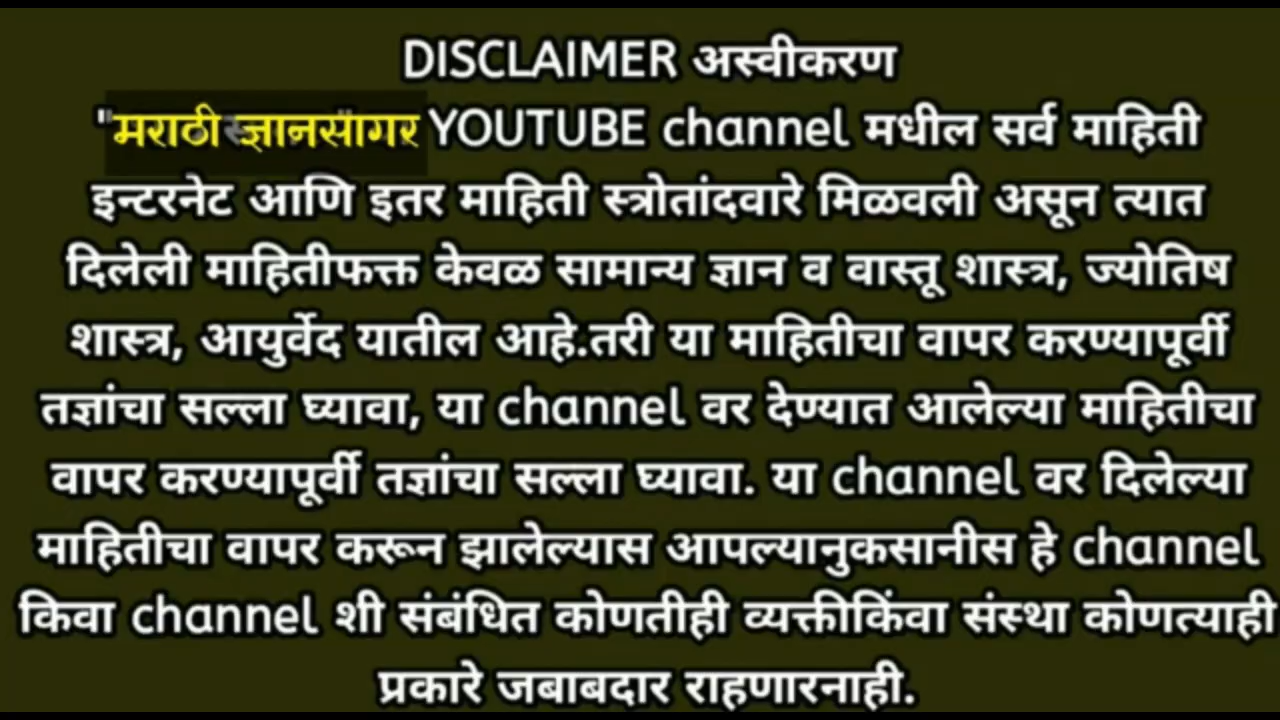 DISCLAIMER अस्वीकरण
"मराठी ज्ञानसागर YOUTUBE channel मधील सर्व माहिती
इन्टरनेट आणि इतर माहिती स्त्रोतांदवारे मिळवली असून त्यात
दिलेली माहितीफक्त केवळ सामान्य ज्ञान व वास्तू शास्त्र, ज्योतिष
शास्त्र, आयुर्वेद यातील आहे.तरी या माहितीचा वापर करण्यापूर्वी
तज्ञांचा सल्ला घ्यावा, या channel वर देण्यात आलेल्या माहितीचा
वापर करण्यापूर्वी तज्ञांचा सल्ला घ्यावा. या channel वर दिलेल्या
माहितीचा वापर करून झालेल्यास आपल्यानुकसानीस हे channel
किवा channel शी संबंधित कोणतीही व्यक्तीकिंवा संस्था कोणत्याही
प्रकारे जबाबदार राहणारनाही.